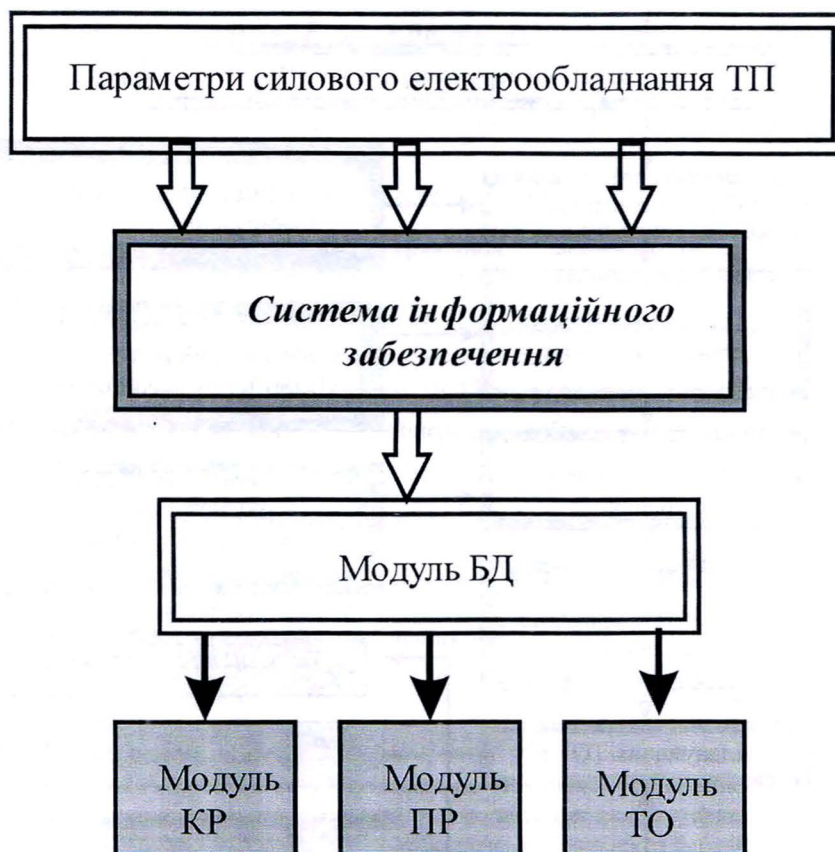 Параметри силового електрообладнання ТП
Система інформаційного
забезпечення
Модуль БД
Модуль
КР
Модуль
ПР
Модуль
ТО